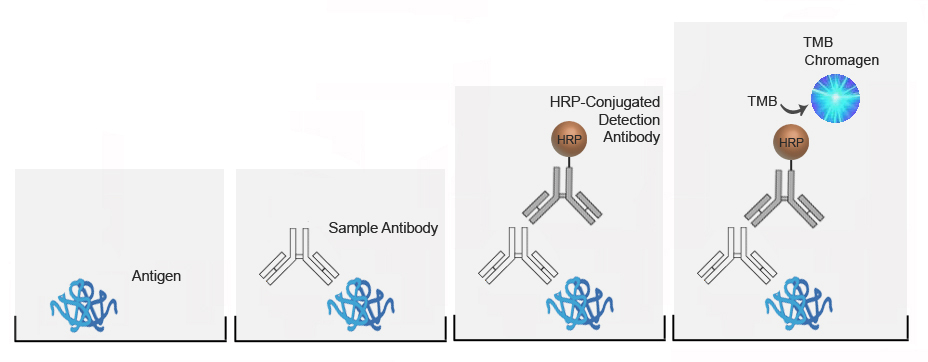 Antigen
Sample Antibody
HRP-Conjugated
Detection
Antibody
HRP
TMB
Chromagen
TMB
HRP